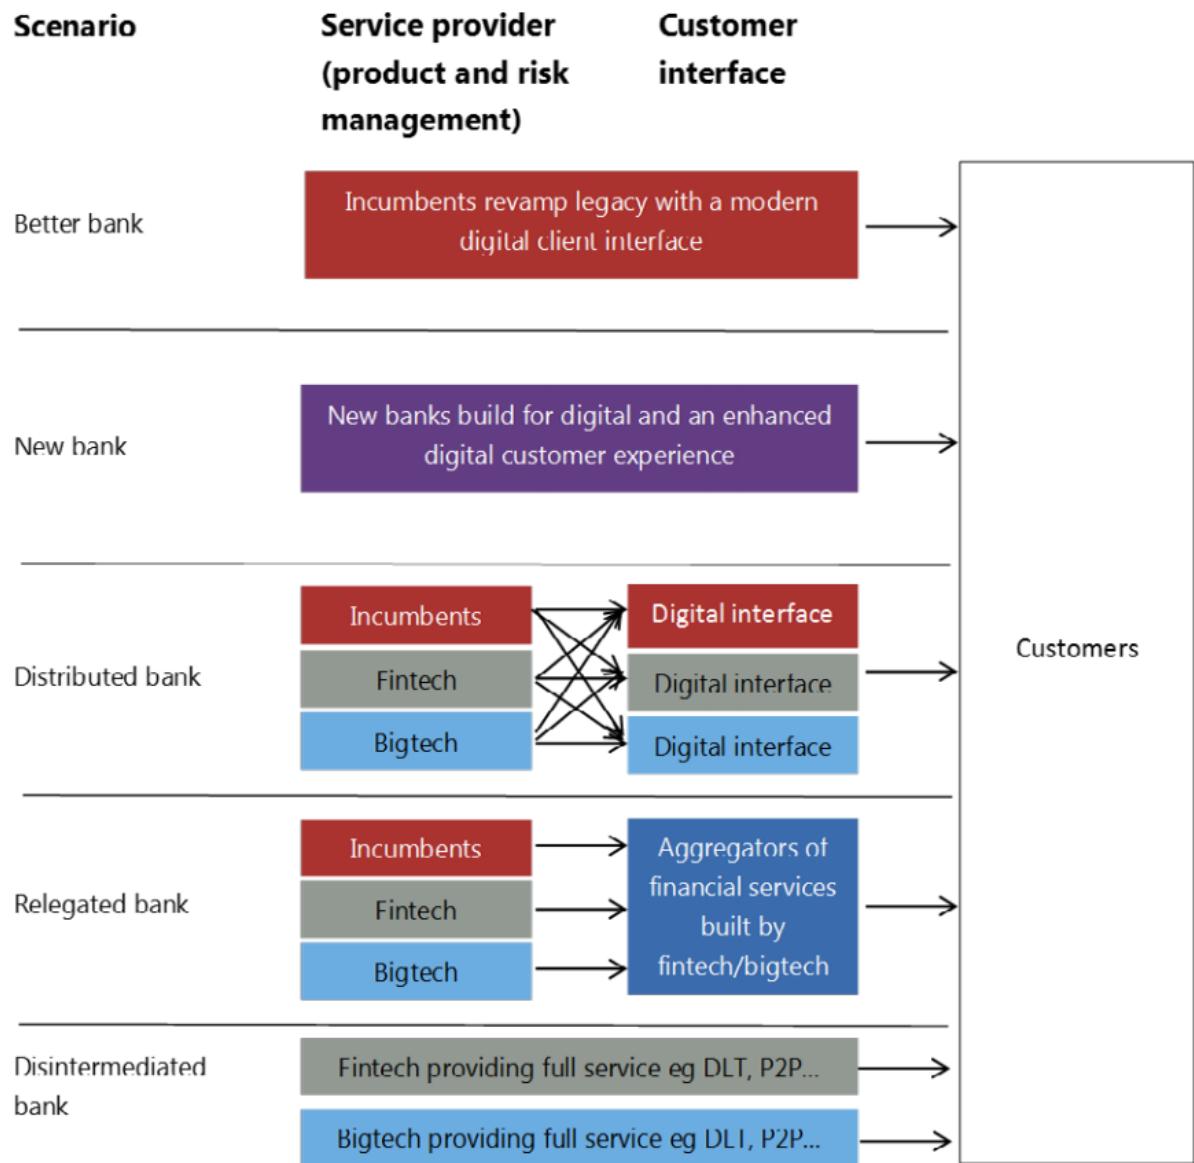 Scenario
Service provider
(product and risk
management)
Customer
interface
Better bank
Incumbents revamp legacy with a modern
digital client interface
New bank
New banks build for digital and an enhanced
digital customer experience
Distributed bank
Incumbents
Fintech
Bigtech
Digital interface
Digital interface
Digital interface
Customers
Relegated bank
Incumbents
Fintech
Bigtech
Aggregators of
financial services
built by
fintech/bigtech
Disintermediated
bank
Fintech providing full service eg DLT, P2P...
Bigtech providing full service eg DLT, P2P...